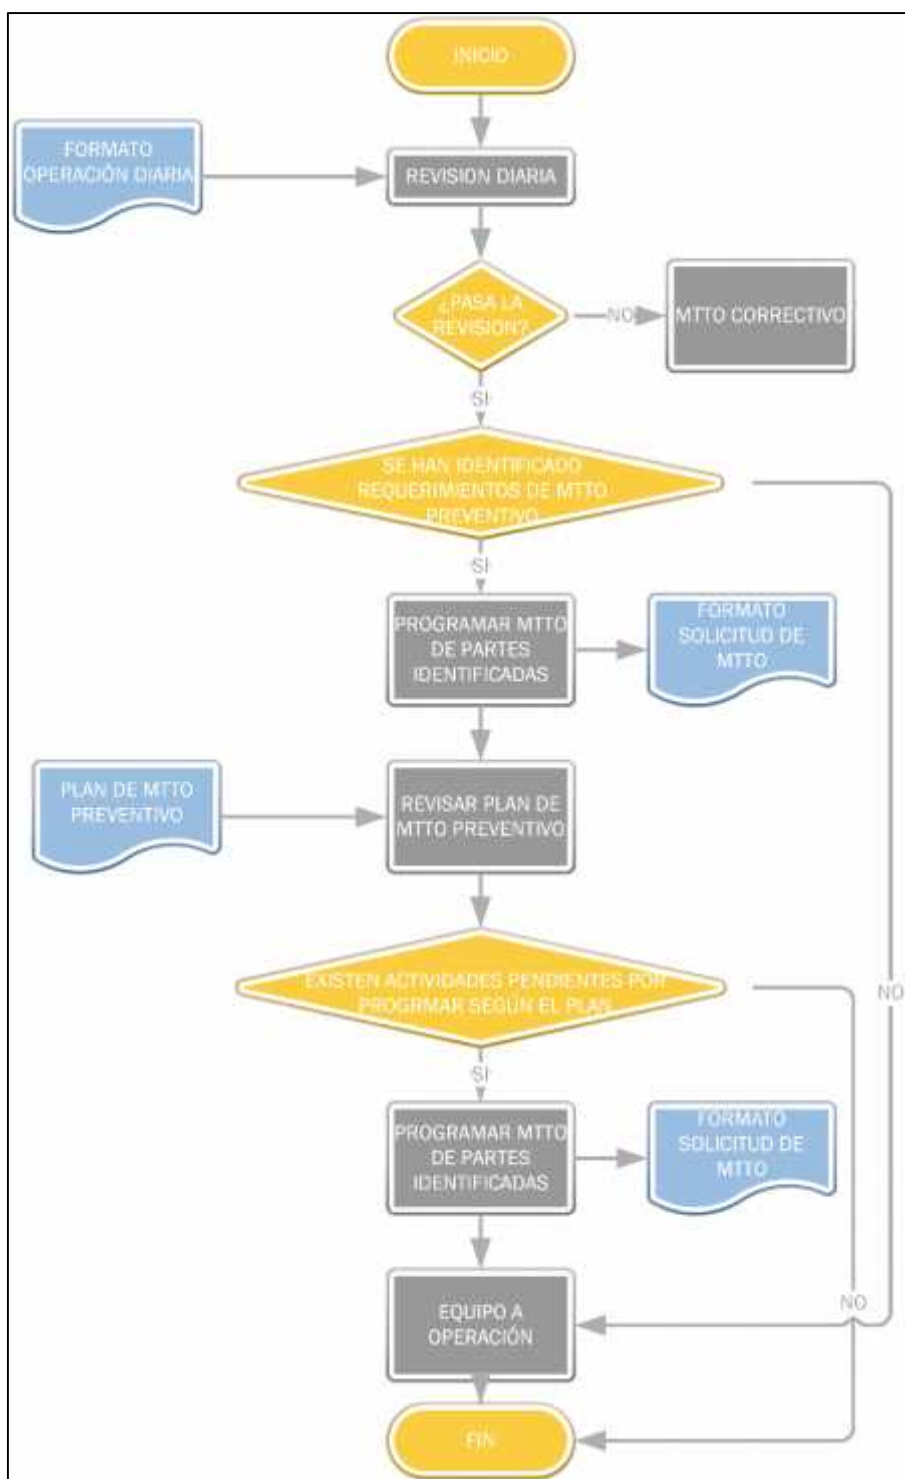 INICIO
FORMATO
OPERACIÓN DIARIA
REVISION DIARIA
¿PASA LA
REVISION?
NO
MTTO CORRECTIVO
SI
SE HAN IDENTIFICADO
REQUERIMIENTOS DE MTTO
PREVENTIVO
SI
PROGRAMAR MTTO
DE PARTES
IDENTIFICADAS
FORMATO
SOLICITUD DE
MTTO
PLAN DE MTTO
PREVENTIVO
REVISAR PLAN DE
MTTO PREVENTIVO
EXISTEN ACTIVIDADES PENDIENTES POR
PROGRMAR SEGÚN EL PLAN
NO
SI
PROGRAMAR MTTO
DE PARTES
IDENTIFICADAS
FORMATO
SOLICITUD DE
MTTO
EQUIPO A
OPERACIÓN
NO
FIN